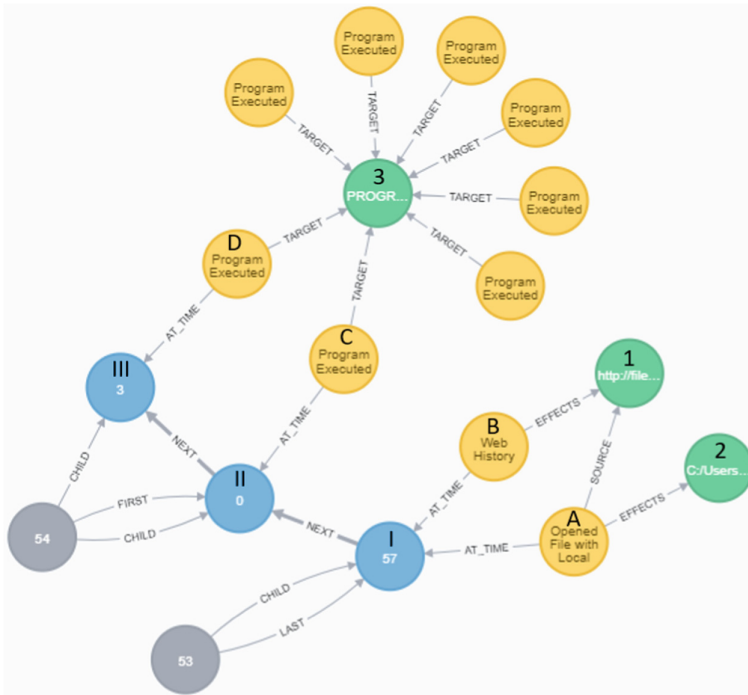 Program
Executed
Program
Executed
Program
Executed
Program
Executed
Program
Executed
Program
Executed
TARGET
TARGET
TARGET
TARGET
TARGET
TARGET
3
PROGR...
D
Program
Executed
TARGET
TARGET
C
Program
Executed
AT_TIME
AT_TIME
III
3
NEXT
CHILD
FIRST
CHILD
54
II
0
NEXT
I
57
CHILD
LAST
53
B
Web
History
EFFECTS
AT_TIME
1
http://file...
SOURCE
A
Opened
File with
Local
AT_TIME
EFFECTS
2
C:/Users...